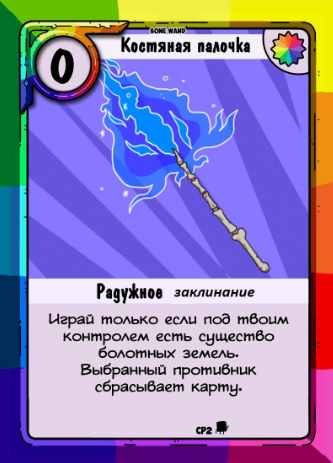 BONE WAND
0
Костяная палочка
Радужное заклинание
Играй только если под твоим
контролем есть существо
болотных земель.
Выбранный противник
сбрасывает карту.
CP2